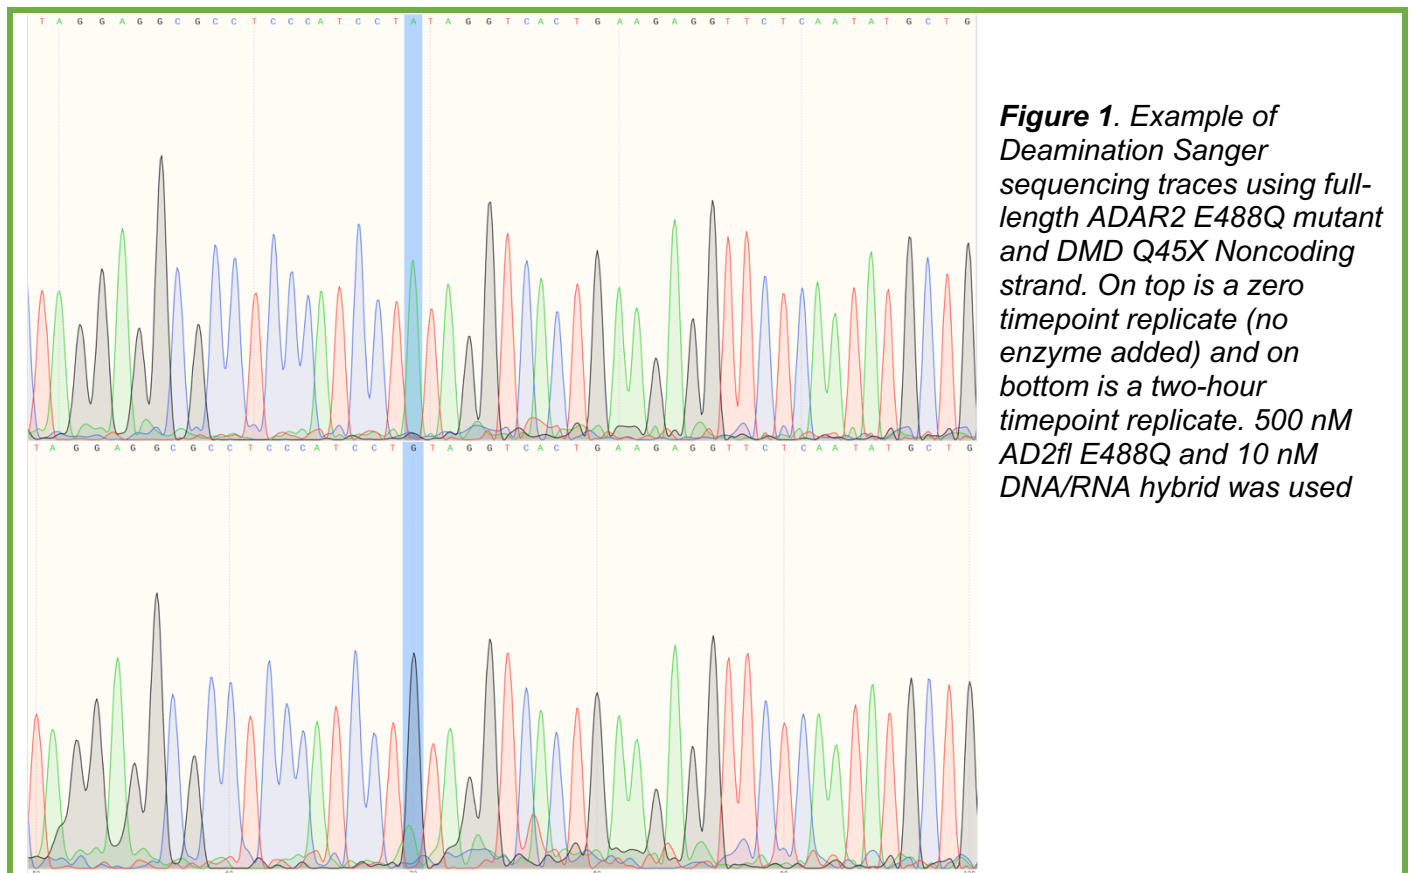 T A G G A G G C G C C T C C C A T C C T A T A G G T C A C T G A A G A G G T T C T C A A T A T G C T G
T A G G A G G C G C C T C C C A T C C T G T A G G T C A C T G A A G A G G T T C T C A A T A T G C T G
Figure 1. Example of
Deamination Sanger
sequencing traces using full-
length ADAR2 E488Q mutant
and DMD Q45X Noncoding
strand. On top is a zero
timepoint replicate (no
enzyme added) and on
bottom is a two-hour
timepoint replicate. 500 nM
AD2fl E488Q and 10 nM
DNA/RNA hybrid was used